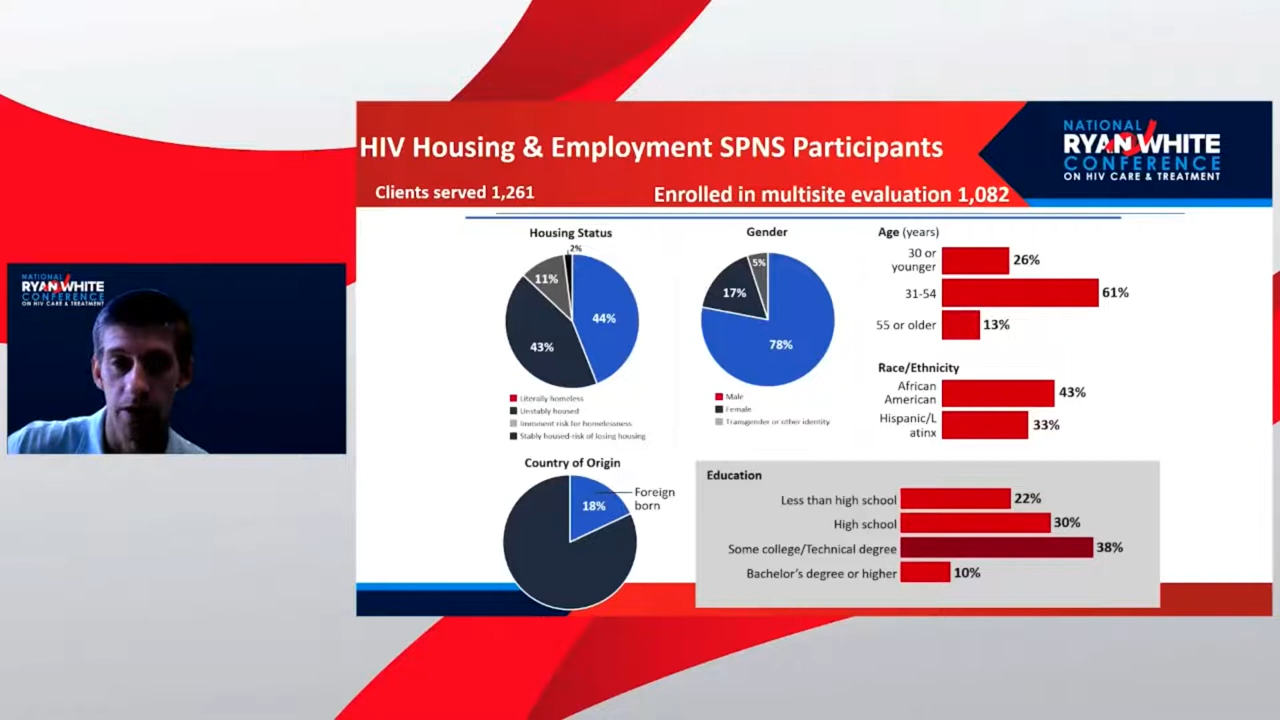 NATIONAL
RYAN WHITE
CONFERENCE
ON HIV CARE & TREATMENT
HIV Housing & Employment SPNS Participants
Clients served 1,261
Enrolled in multisite evaluation 1,082
NATIONAL
RYAN WHITE
CONFERENCE
ON HIV CARE & TREATMENT
Housing Status
2%
11%
44%
43%
Literally homeless
Unstably housed
Imminent risk for homelessness
Stably housed-risk of losing housing
Gender
5%
17%
78%
Male
Female
Transgender or other identity
Age (years)
30 or
younger
26%
31-54
61%
55 or older
13%
Race/Ethnicity
African
American
43%
Hispanic/L
atinx
33%
Country of Origin
Foreign
born
18%
Education
Less than high school
22%
High school
30%
Some college/Technical degree
38%
Bachelor's degree or higher
10%